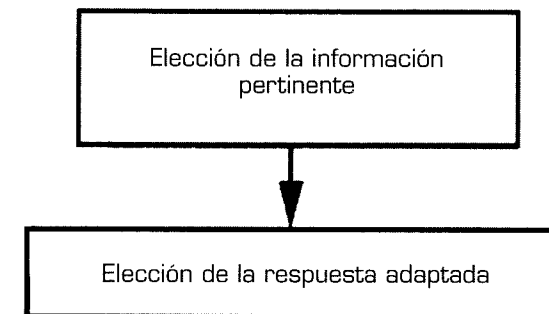 Elección de la información
pertinente
Elección de la respuesta adaptada